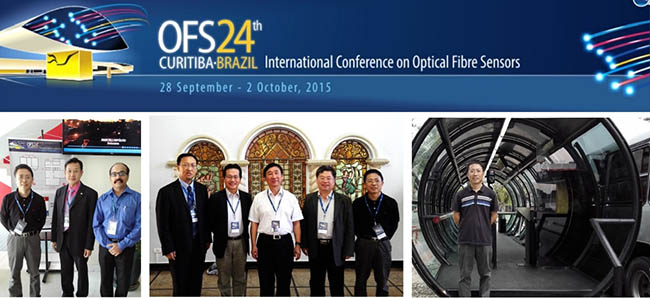 OFS24th
CURITIBA·BRAZIL International Conference on Optical Fibre Sensors
28 September - 2 October, 2015